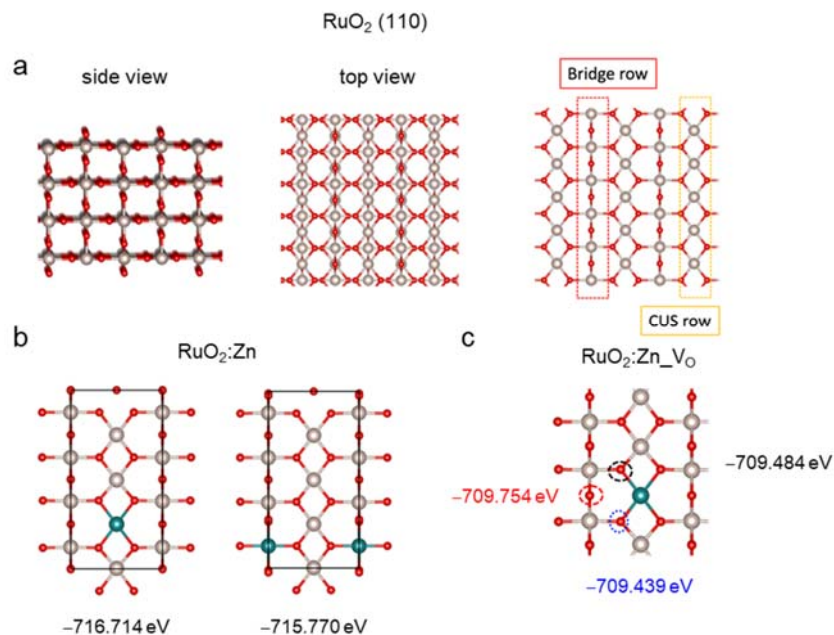 RuO₂ (110)
a
side view
top view
Bridge row
CUS row
b
RuO₂:Zn
−716.714 eV
−715.770 eV
c
RuO₂:Zn_V_O
−709.754 eV
−709.484 eV
−709.439 eV